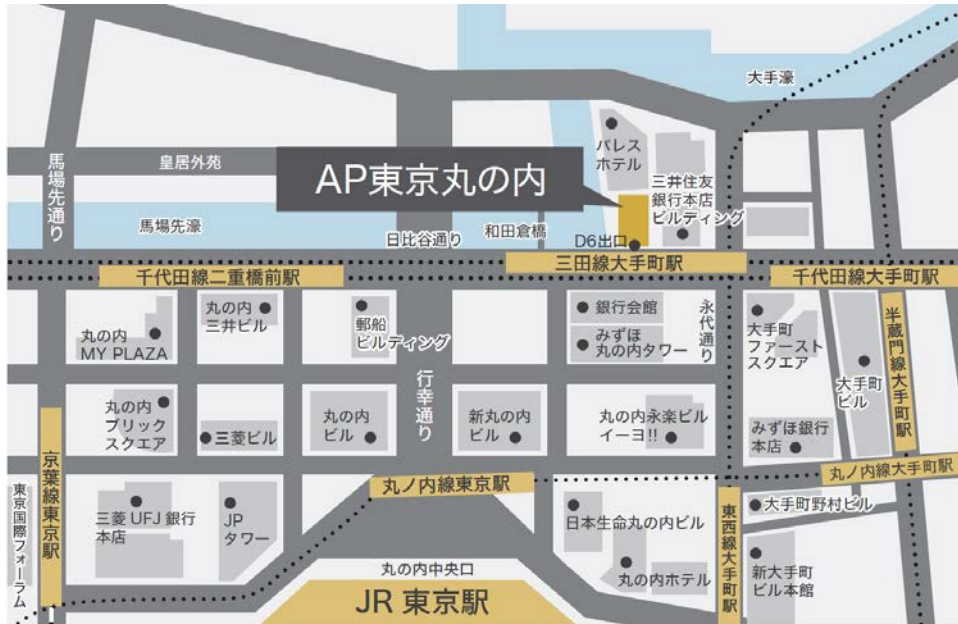 大手濠
パレス
ホテル
馬場先通り
皇居外苑
AP東京丸の内
三井住友
銀行本店
ビルディング
馬場先濠
日比谷通り
和田倉橋
D6出口
千代田線二重橋前駅
三田線大手町駅
千代田線大手町駅
丸の内
MY PLAZA
丸の内
三井ビル
郵船
ビルディング
銀行会館
みずほ
丸の内タワー
永代通り
大手町
ファースト
スクエア
大手町
ビル
半蔵門線大手町駅
行幸通り
丸の内
ブリック
スクエア
三菱ビル
丸の内
ビル
新丸の内
ビル
丸の内永楽ビル
イーヨ!!
みずほ銀行
本店
京葉線東京駅
丸ノ内線東京駅
丸ノ内線大手町駅
東京国際フォーラム
三菱 UFJ 銀行
本店
JP
タワー
日本生命丸の内ビル
東西線大手町駅
大手町野村ビル
丸の内中央口
丸の内ホテル
新大手町
ビル本館
JR 東京駅